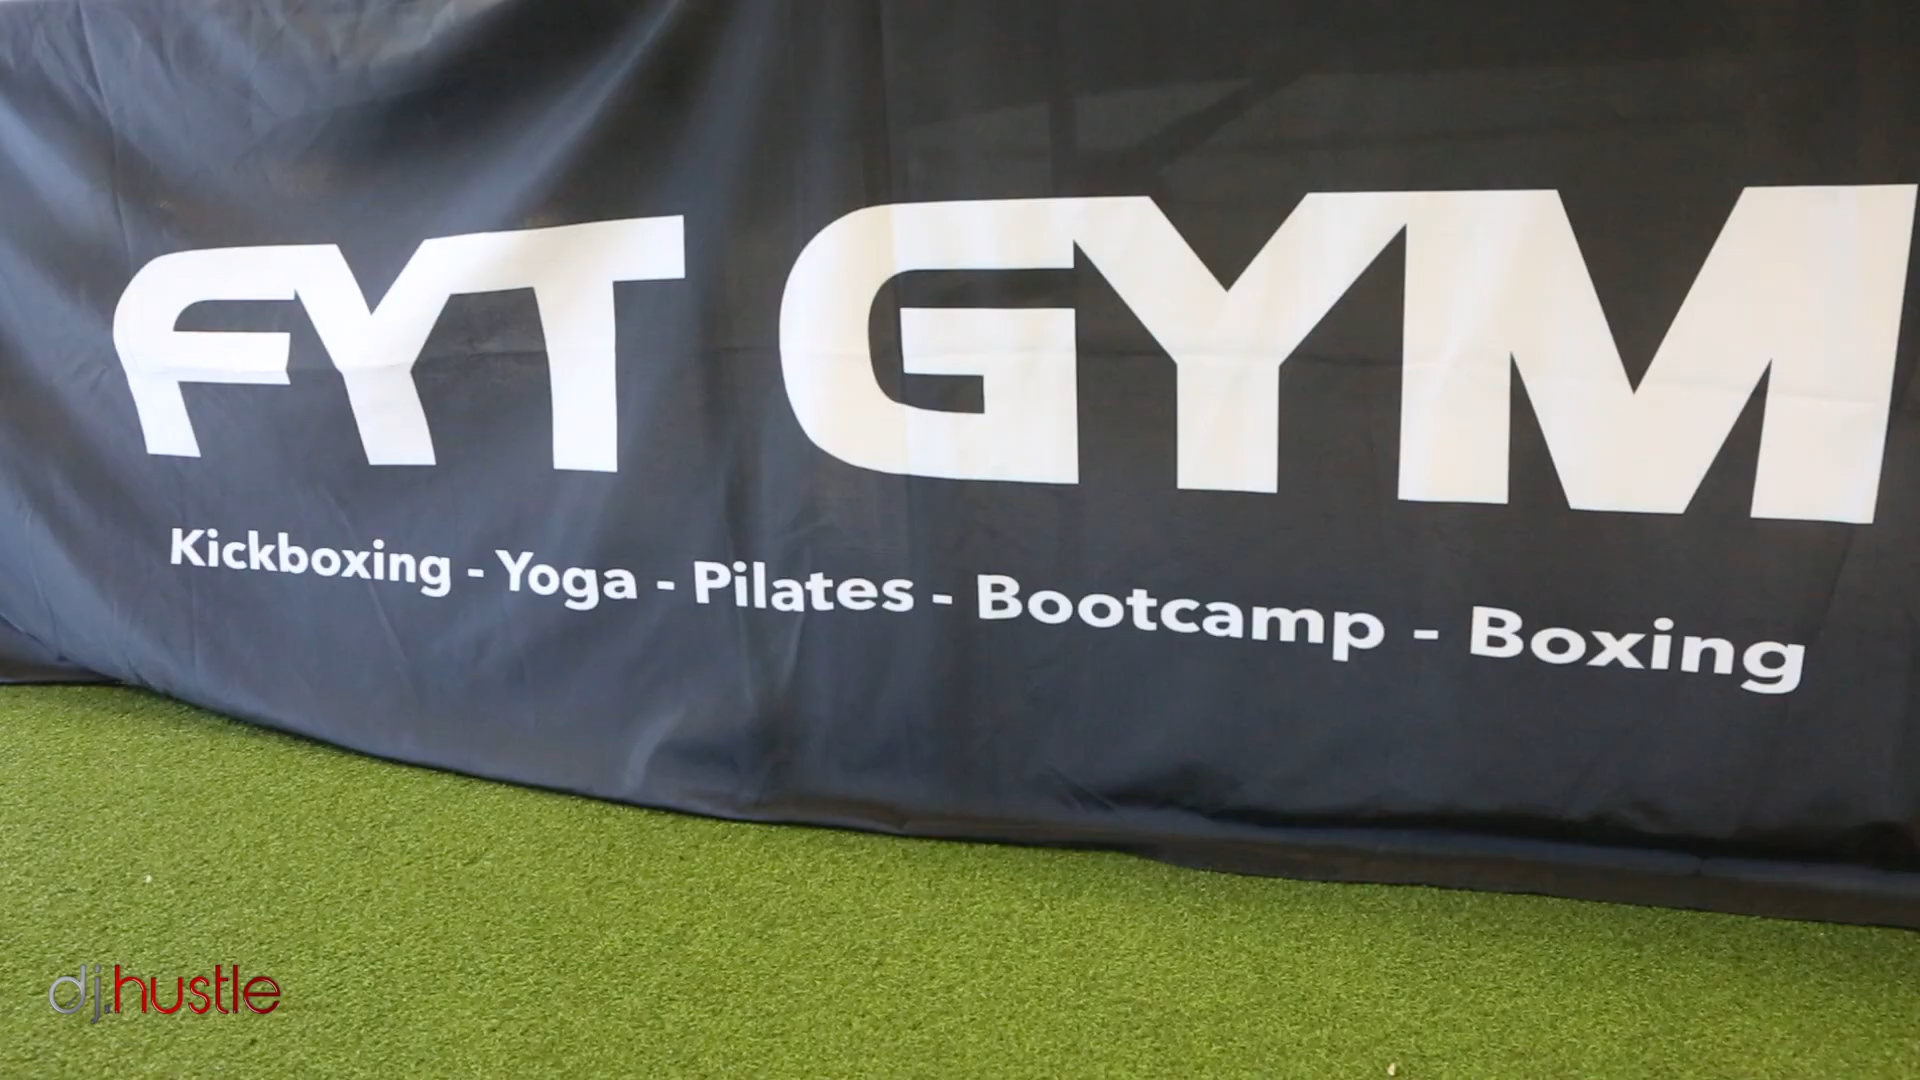 FYT GYM
Kickboxing - Yoga - Pilates - Bootcamp - Boxing
dj.hustle